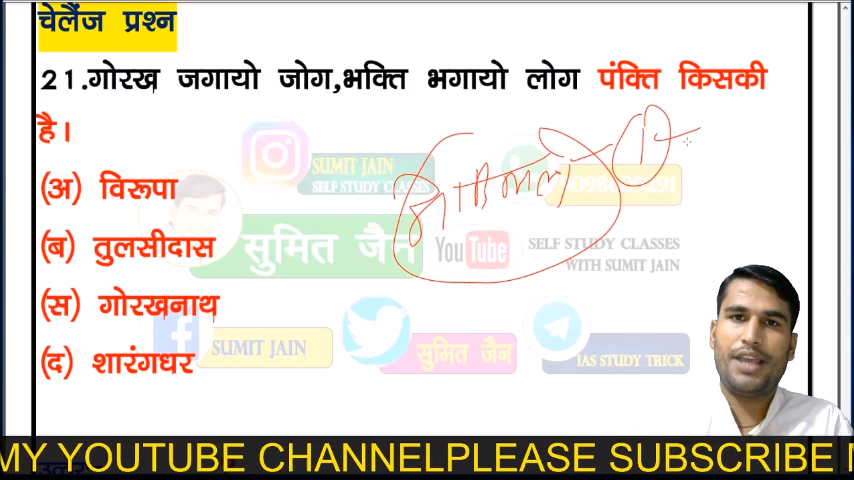 चेलेंज प्रश्न
21.गोरख जगायो जोग,भक्ति भगायो लोग पंक्ति किसकी
है।
(अ) विरूपा
(ब) तुलसीदास
(स) गोरखनाथ
(द) शारंगधर
SUMIT JAIN
SELF STUDY CLASSES
सुमित जैन
YouTube
SELF STUDY CLASSES
WITH SUMIT JAIN
SUMIT JAIN
सुमित जैन
IAS STUDY TRICK
MY YOUTUBE CHANNELPLEASE SUBSCRIBE